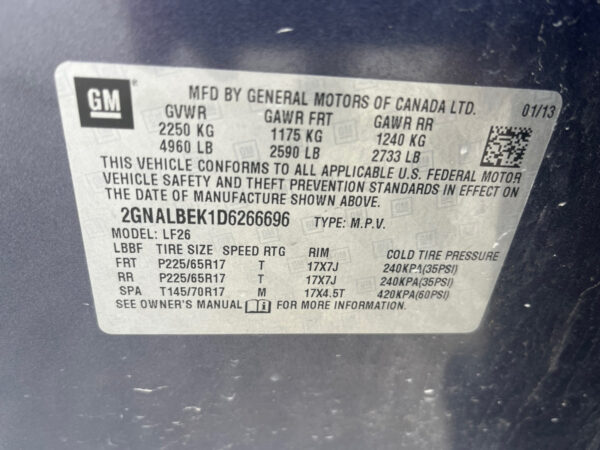 GM
MFD BY GENERAL MOTORS OF CANADA LTD.
01/13
GVWR GAWR FRT GAWR RR
2250 KG 1175 KG 1240 KG
4960 LB 2590 LB 2733 LB
THIS VEHICLE CONFORMS TO ALL APPLICABLE U.S. FEDERAL MOTOR
VEHICLE SAFETY AND THEFT PREVENTION STANDARDS IN EFFECT ON
THE DATE OF MANUFACTURE SHOWN ABOVE.
2GNALBEK1D6266696 TYPE: M.P.V.
MODEL: LF26
LBBF TIRE SIZE SPEED RTG RIM COLD TIRE PRESSURE
FRT P225/65R17 T 17X7J 240KPA(35PSI)
RR P225/65R17 T 17X7J 240KPA(35PSI)
SPA T145/70R17 M 17X4.5T 420KPA(60PSI)
SEE OWNER'S MANUAL FOR MORE INFORMATION.